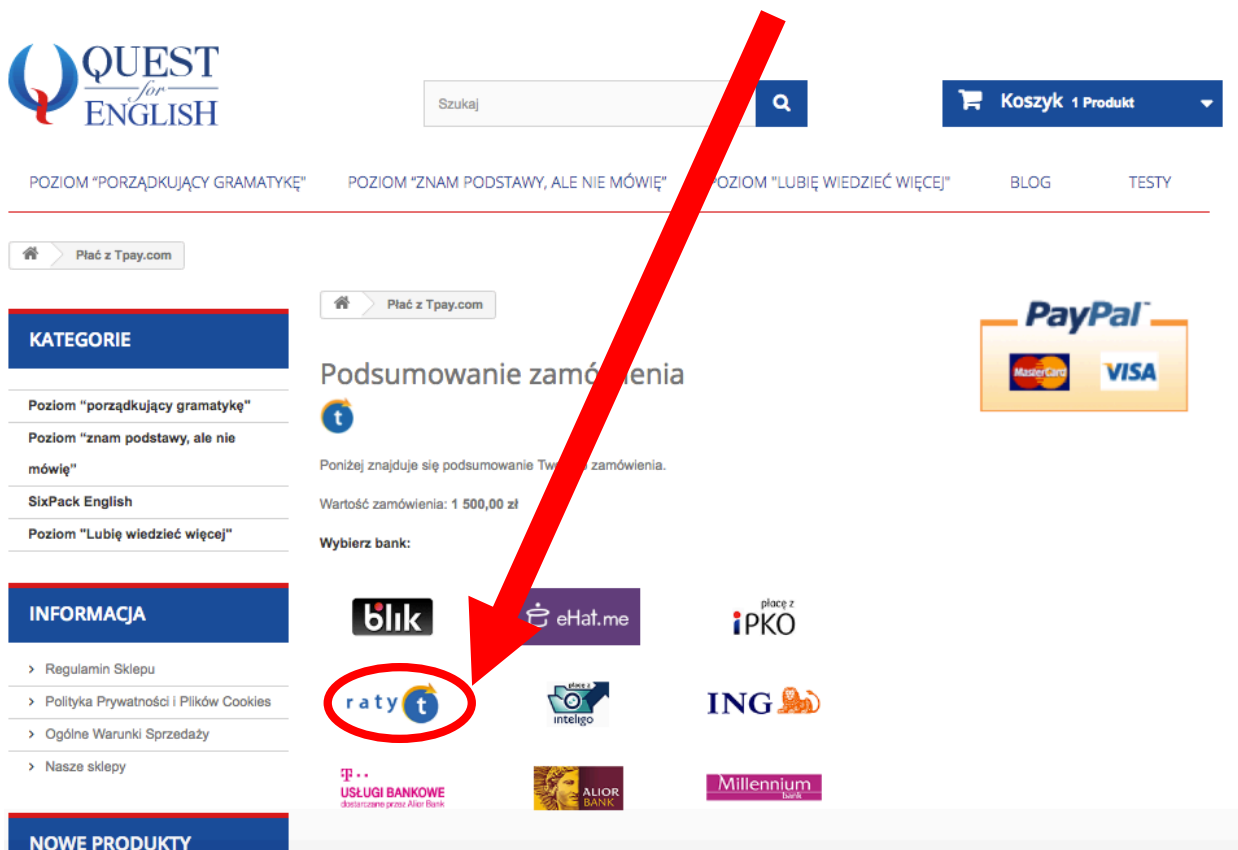 QUEST
for
ENGLISH
Szukaj
Koszyk 1 Produkt
POZIOM "PORZĄDKUJĄCY GRAMATYKĘ"
POZIOM "ZNAM PODSTAWY, ALE NIE MÓWIĘ"
POZIOM "LUBIĘ WIEDZIEĆ WIĘCEJ"
BLOG
TESTY
Płać z Tpay.com
KATEGORIE
Poziom "porządkujący gramatykę"
Poziom "znam podstawy, ale nie
mówię"
SixPack English
Poziom "Lubię wiedzieć więcej"
INFORMACJA
Regulamin Sklepu
Polityka Prywatności i Plików Cookies
Ogólne Warunki Sprzedaży
Nasze sklepy
NOWE PRODUKTY
Płać z Tpay.com
Podsumowanie zamówienia
t
Poniżej znajduje się podsumowanie zamówienia.
Wartość zamówienia: 1 500,00 zł
Wybierz bank:
blik
eHat.me
płacę z
iPKO
raty t
płacę z
inteligo
ING
T
USŁUGI BANKOWE
dostarczane przez Alior Bank
ALIOR
BANK
Millennium
bank
PayPal
MasterCard
VISA